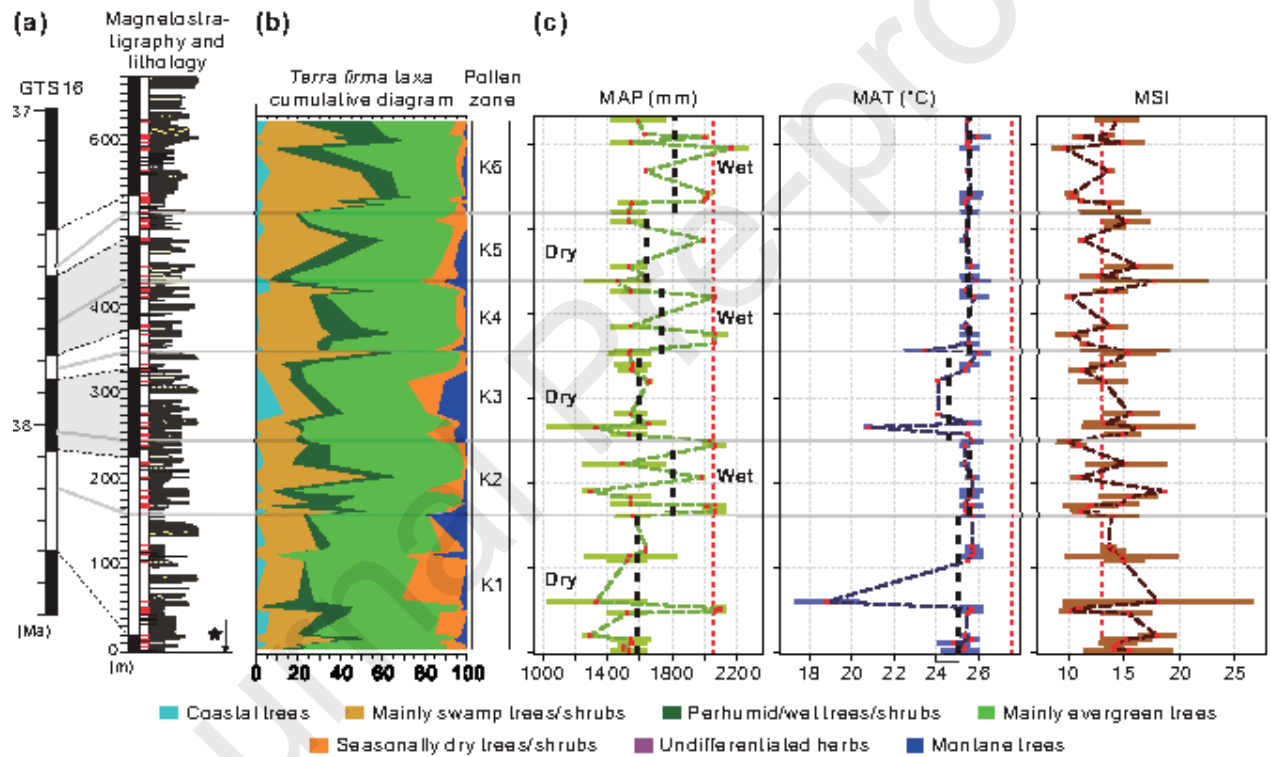 (a)
Magnetostra-
tigraphy and
lithology
GTS16
37
38
(Ma)
600
400
300
200
100
0
(m)
(b)
Terra firma taxa
cumulative diagram
Pollen
zone
K6
K5
K4
K3
K2
K1
0 20 40 60 80 100
(c)
MAP (mm)
Wet
Dry
Wet
Dry
Wet
Dry
1000 1400 1800 2200
MAT (°C)
18 20 22 24 26
MSI
10 15 20 25
Coastal trees
Mainly swamp trees/shrubs
Perhumid/wet trees/shrubs
Mainly evergreen trees
Seasonally dry trees/shrubs
Undifferentiated herbs
Montane trees
Journal Pre-pro